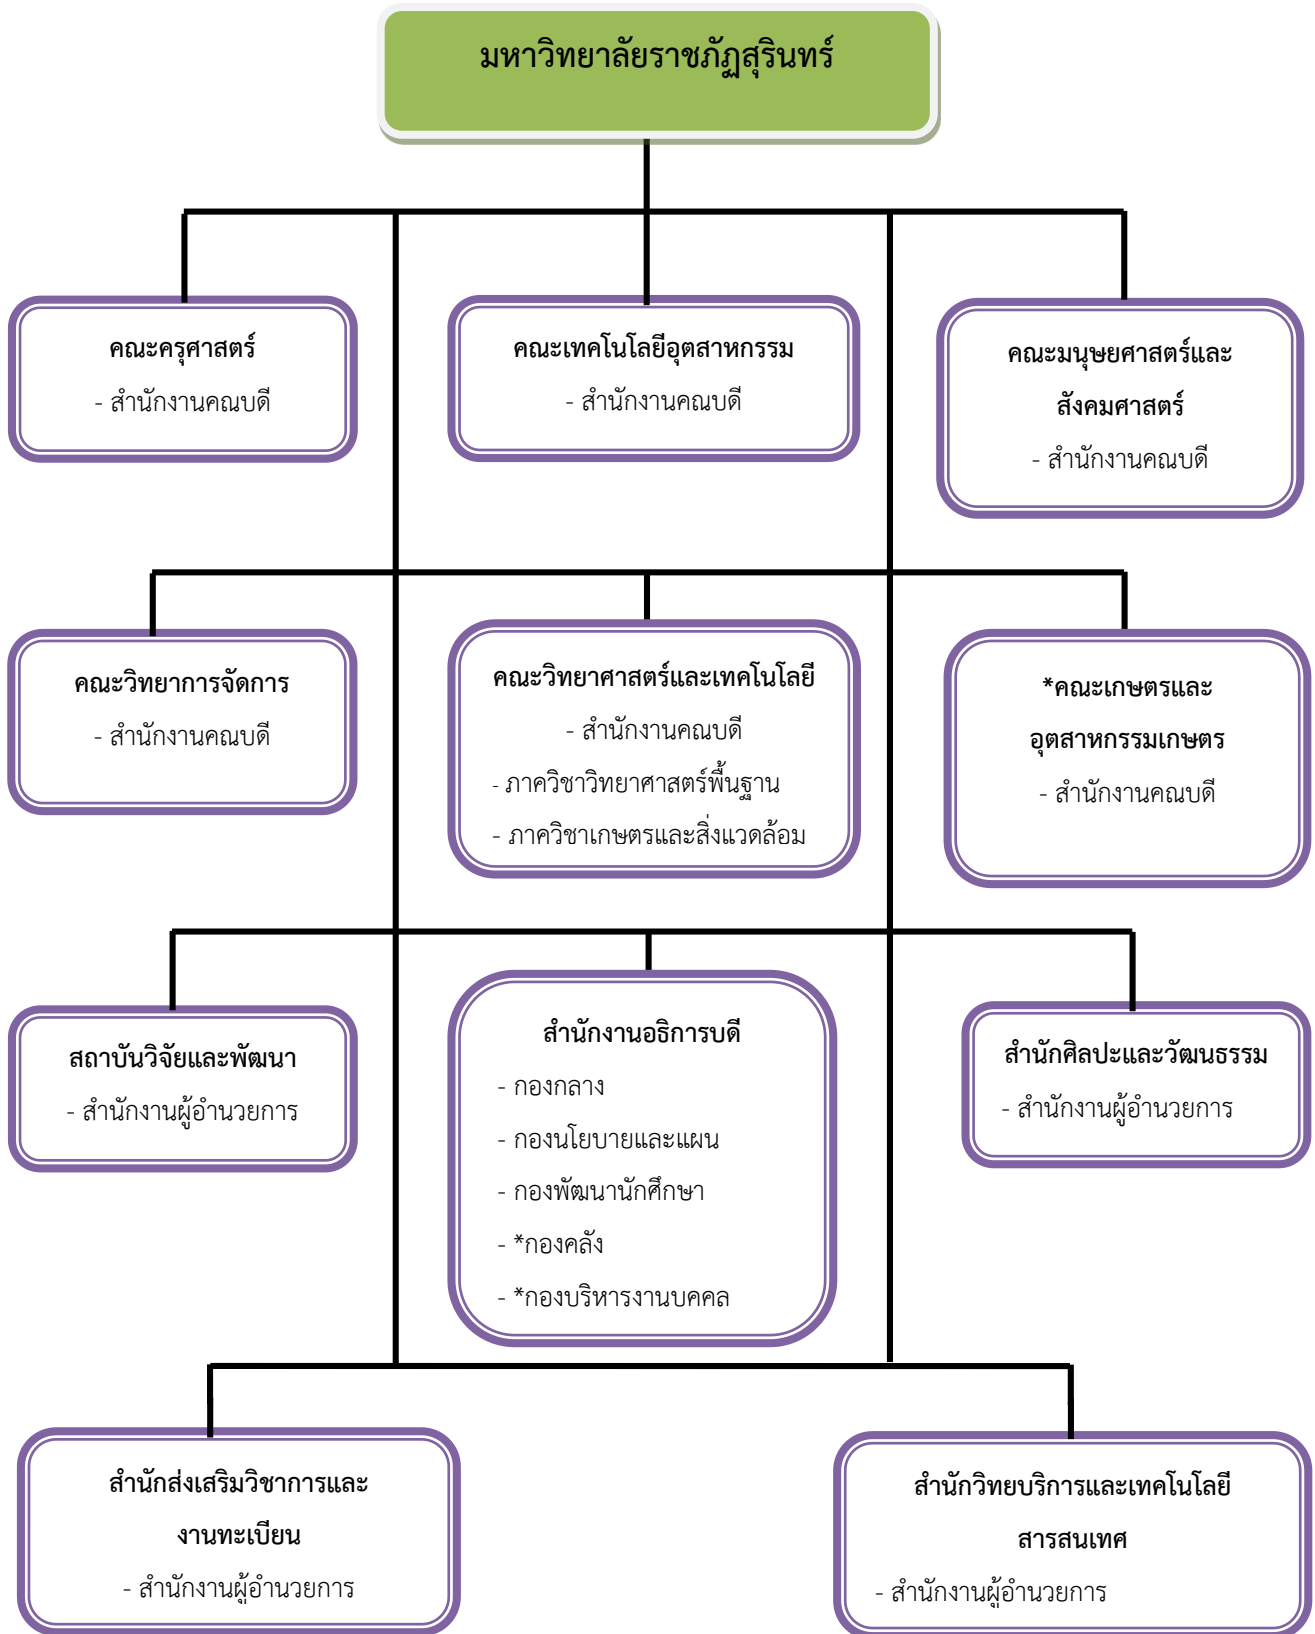 มหาวิทยาลัยราชภัฏสุรินทร์
คณะครุศาสตร์
- สำนักงานคณบดี
คณะเทคโนโลยีอุตสาหกรรม
- สำนักงานคณบดี
คณะมนุษยศาสตร์และ
สังคมศาสตร์
- สำนักงานคณบดี
คณะวิทยาการจัดการ
- สำนักงานคณบดี
คณะวิทยาศาสตร์และเทคโนโลยี
- สำนักงานคณบดี
- ภาควิชาวิทยาศาสตร์พื้นฐาน
- ภาควิชาเกษตรและสิ่งแวดล้อม
*คณะเกษตรและ
อุตสาหกรรมเกษตร
- สำนักงานคณบดี
สถาบันวิจัยและพัฒนา
- สำนักงานผู้อำนวยการ
สำนักงานอธิการบดี
- กองกลาง
- กองนโยบายและแผน
- กองพัฒนานักศึกษา
- *กองคลัง
- *กองบริหารงานบคคล
สำนักศิลปะและวัฒนธรรม
- สำนักงานผู้อำนวยการ
สำนักส่งเสริมวิชาการและ
งานทะเบียน
- สำนักงานผู้อำนวยการ
สำนักวิทยบริการและเทคโนโลยี
สารสนเทศ
- สำนักงานผู้อำนวยการ